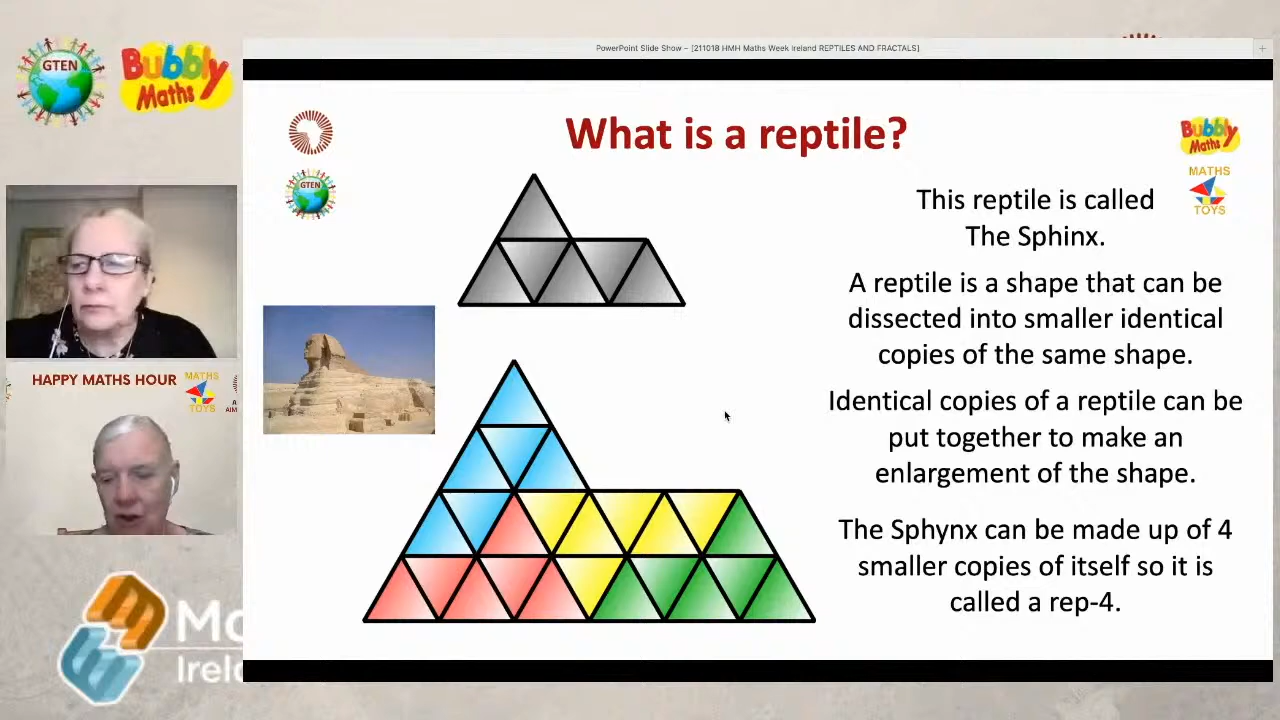 PowerPoint Slide Show – [211018 HMH Maths Week Ireland REPTILES AND FRACTALS]
GTEN
Bubbly
Maths
What is a reptile?
GTEN
Bubbly
Maths
MATHS
TOYS
This reptile is called
The Sphinx.
A reptile is a shape that can be
dissected into smaller identical
copies of the same shape.
Identical copies of a reptile can be
put together to make an
enlargement of the shape.
The Sphynx can be made up of 4
smaller copies of itself so it is
called a rep-4.
HAPPY MATHS HOUR
MATHS
TOYS
A
AIM
Ma
Irela